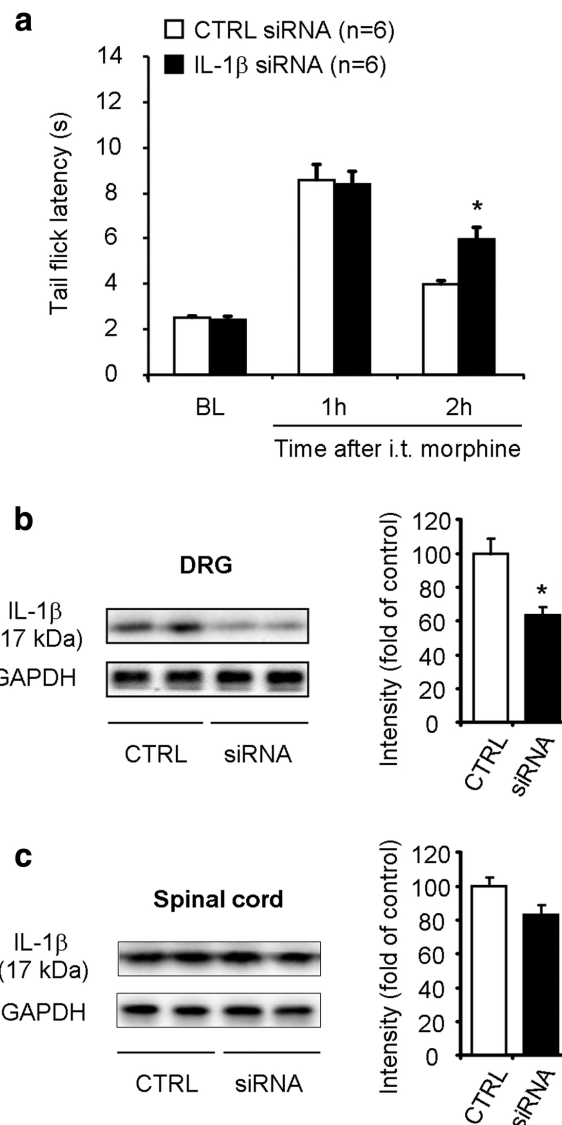 a
CTRL siRNA (n=6)
IL-1β siRNA (n=6)
Tail flick latency (s)
14
12
10
8
6
4
2
0
*
BL
1h
2h
Time after i.t. morphine
b
DRG
IL-1β
17 kDa)
GAPDH
CTRL
siRNA
Intensity (fold of control)
120
100
80
60
40
20
0
*
CTRL
siRNA
c
Spinal cord
IL-1β
(17 kDa)
GAPDH
CTRL
siRNA
Intensity (fold of control)
120
100
80
60
40
20
0
CTRL
siRNA